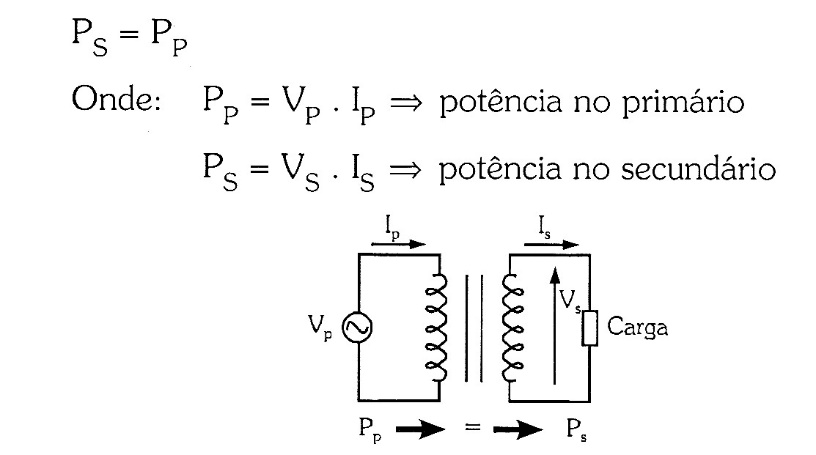 P_S = P_P
Onde: P_P = V_P . I_P ⇒ potência no primário
P_S = V_S . I_S ⇒ potência no secundário
I_p I_s
V_p V_s Carga
P_p = P_s